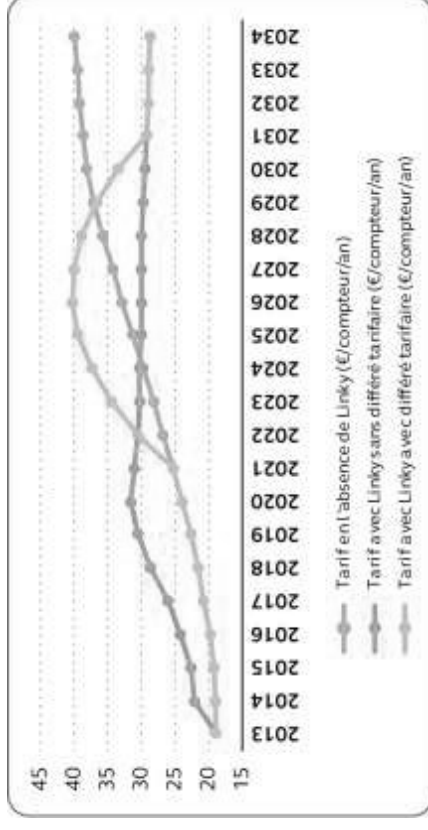 45
40
35
30
25
20
15
2013 2014 2015 2016 2017 2018 2019 2020 2021 2022 2023 2024 2025 2026 2027 2028 2029 2030 2031 2032 2033 2034
Tarif en l'absence de Linky (€/compteur/an)
Tarif avec Linky sans différé tarifaire (€/compteur/an)
Tarif avec Linky avec différé tarifaire (€/compteur/an)